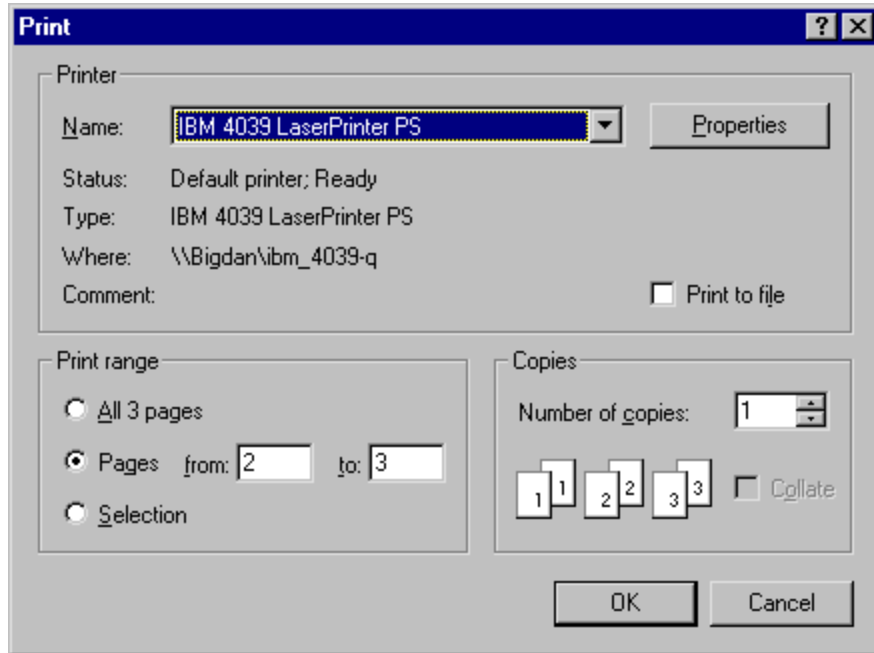 Print
Printer
Name: IBM 4039 LaserPrinter PS Properties
Status: Default printer; Ready
Type: IBM 4039 LaserPrinter PS
Where: \\Bigdan\ibm_4039-q
Comment: Print to file
Print range
All 3 pages
Pages from: 2 to: 3
Selection
Copies
Number of copies: 1
1 1 2 2 3 3 Collate
OK Cancel